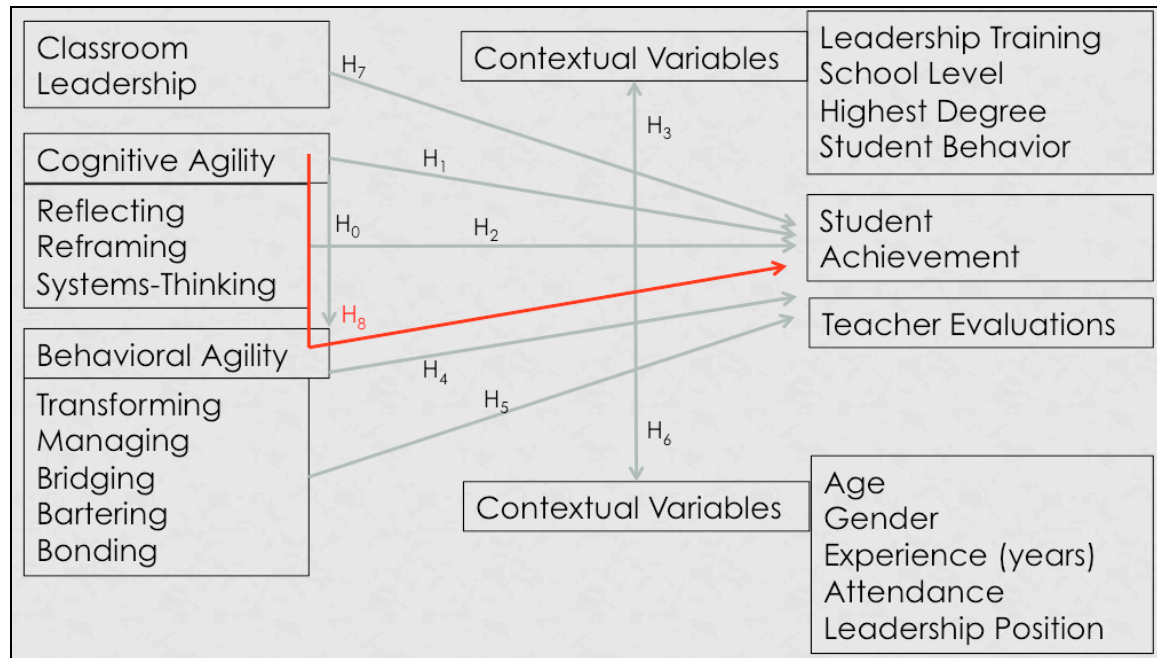 Classroom
Leadership
H₇
Contextual Variables
Leadership Training
School Level
Highest Degree
Student Behavior
H₃
Cognitive Agility
H₁
Reflecting
Reframing
Systems-Thinking
H₀
H₂
Student
Achievement
H₈
Teacher Evaluations
Behavioral Agility
H₄
Transforming
Managing
Bridging
Bartering
Bonding
H₅
H₆
Contextual Variables
Age
Gender
Experience (years)
Attendance
Leadership Position